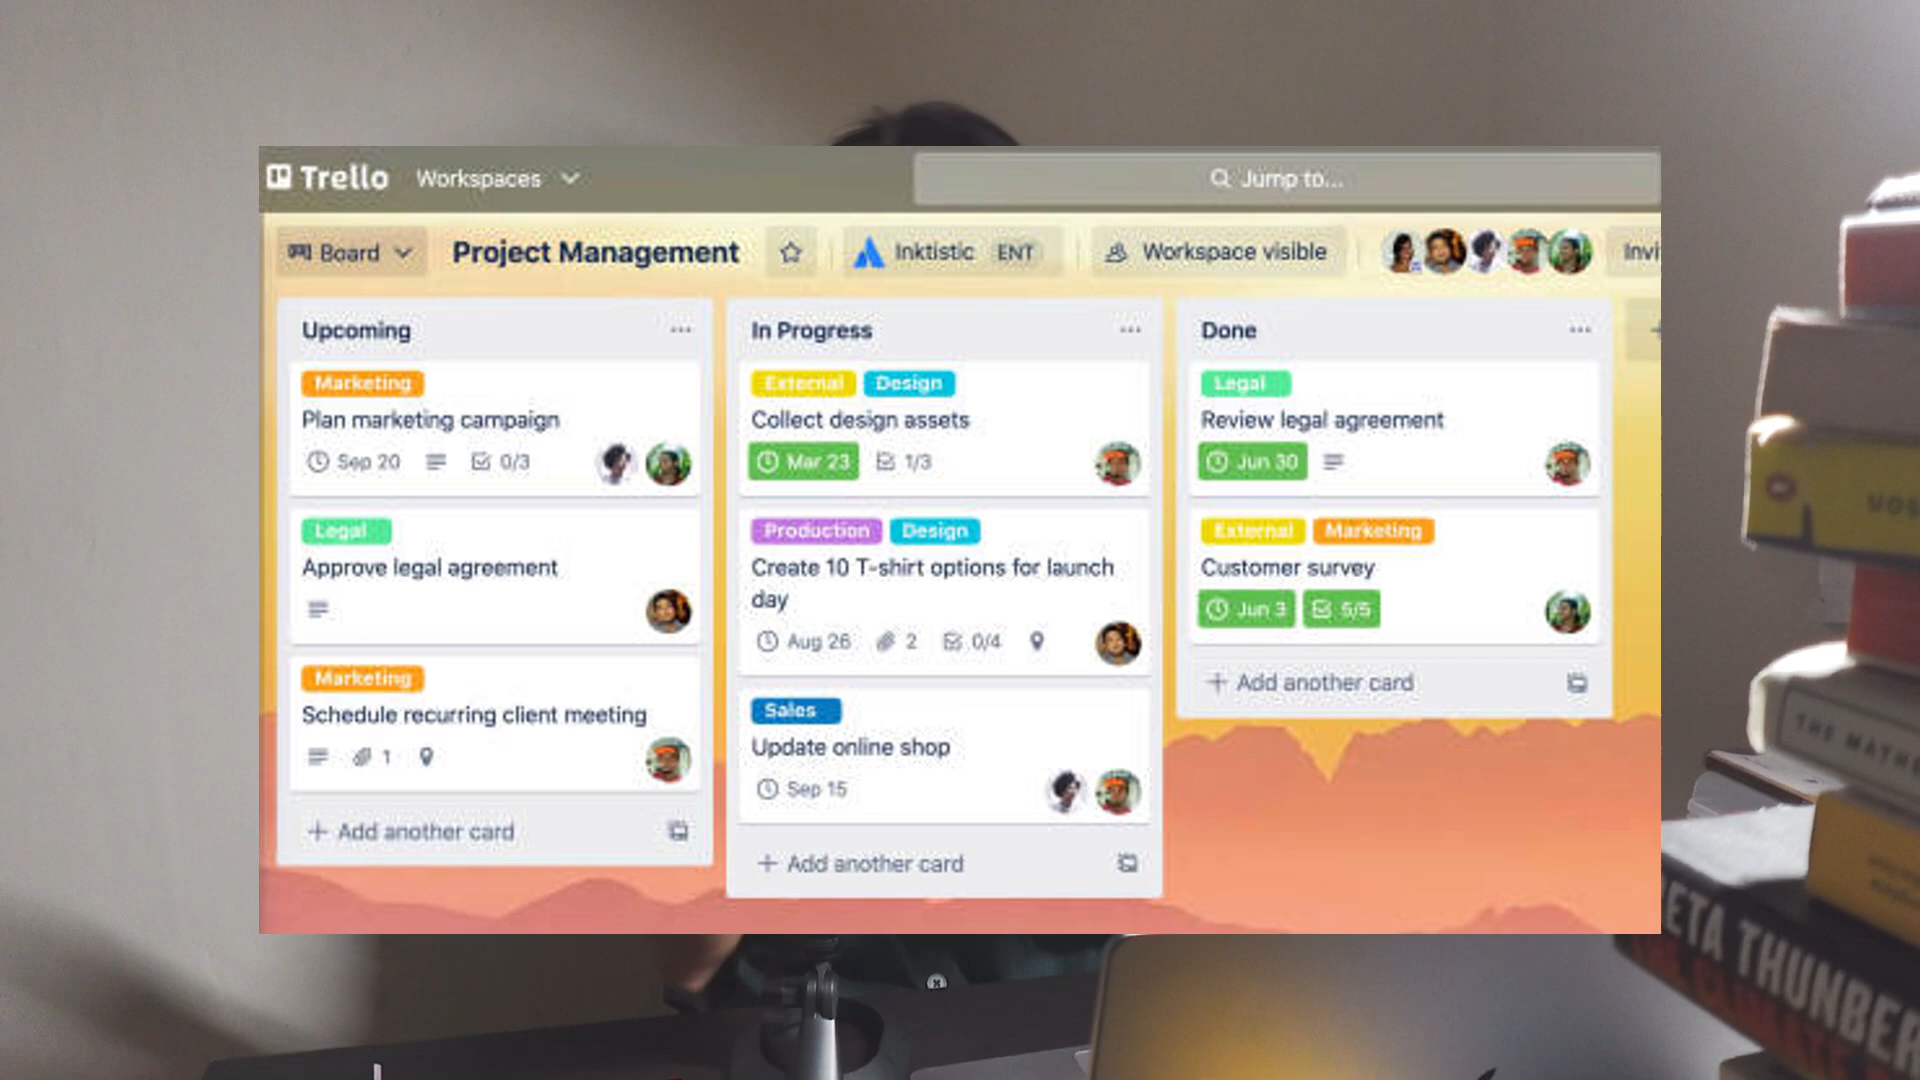 Trello Workspaces Jump to...
Board Project Management Inktistic ENT Workspace visible
Upcoming
Marketing
Plan marketing campaign
Sep 20 0/3
Legal
Approve legal agreement
Marketing
Schedule recurring client meeting
1
+ Add another card
In Progress
External Design
Collect design assets
Mar 23 1/3
Production Design
Create 10 T-shirt options for launch
day
Aug 26 2 0/4
Sales
Update online shop
Sep 15
+ Add another card
Done
Legal
Review legal agreement
Jun 30
External Marketing
Customer survey
Jun 3 5/5
+ Add another card
THE
THUNBER